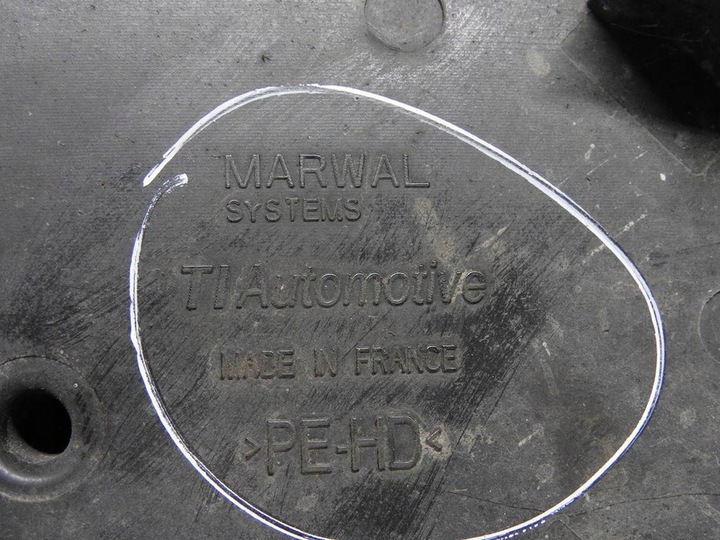 MARWAL
SYSTEMS
TI Automotive
MADE IN FRANCE
>PE-HD<